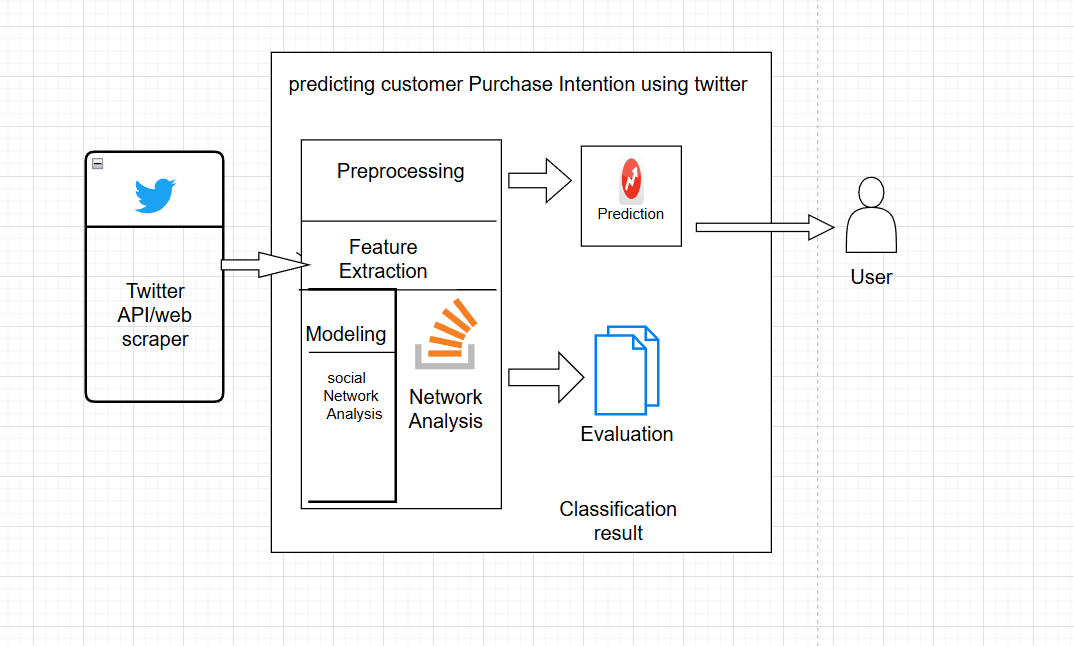 predicting customer Purchase Intention using twitter
Twitter
API/web
scraper
Preprocessing
Feature
Extraction
Modeling
social
Network
Analysis
Network
Analysis
Prediction
Evaluation
Classification
result
User